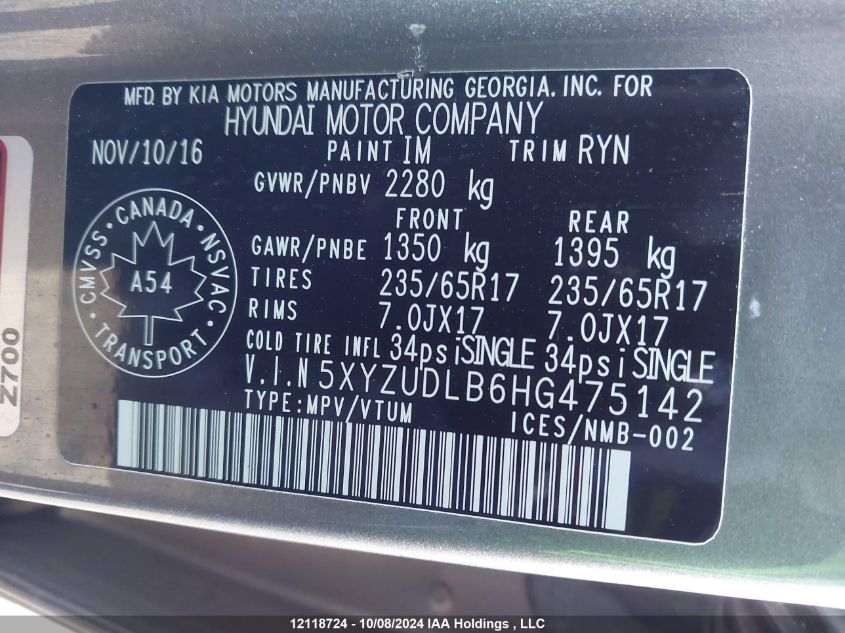 MFD. BY KIA MOTORS MANUFACTURING GEORGIA. INC. FOR
HYUNDAI MOTOR COMPANY
NOV/10/16 PAINT IM TRIM RYN
GVWR/PNBV 2280 kg
FRONT REAR
GAWR/PNBE 1350 kg 1395 kg
TIRES 235/65R17 235/65R17
RIMS 7.0JX17 7.0JX17
COLD TIRE INFL 34psiSINGLE 34psiSINGLE
V.I.N 5XYZUDLB6HG475142
TYPE:MPV/VTUM ICES/NMB-002
CMVSS · CANADA · NSVAC · TRANSPORT ·
A54
Z700
12118724 - 10/08/2024 IAA Holdings , LLC